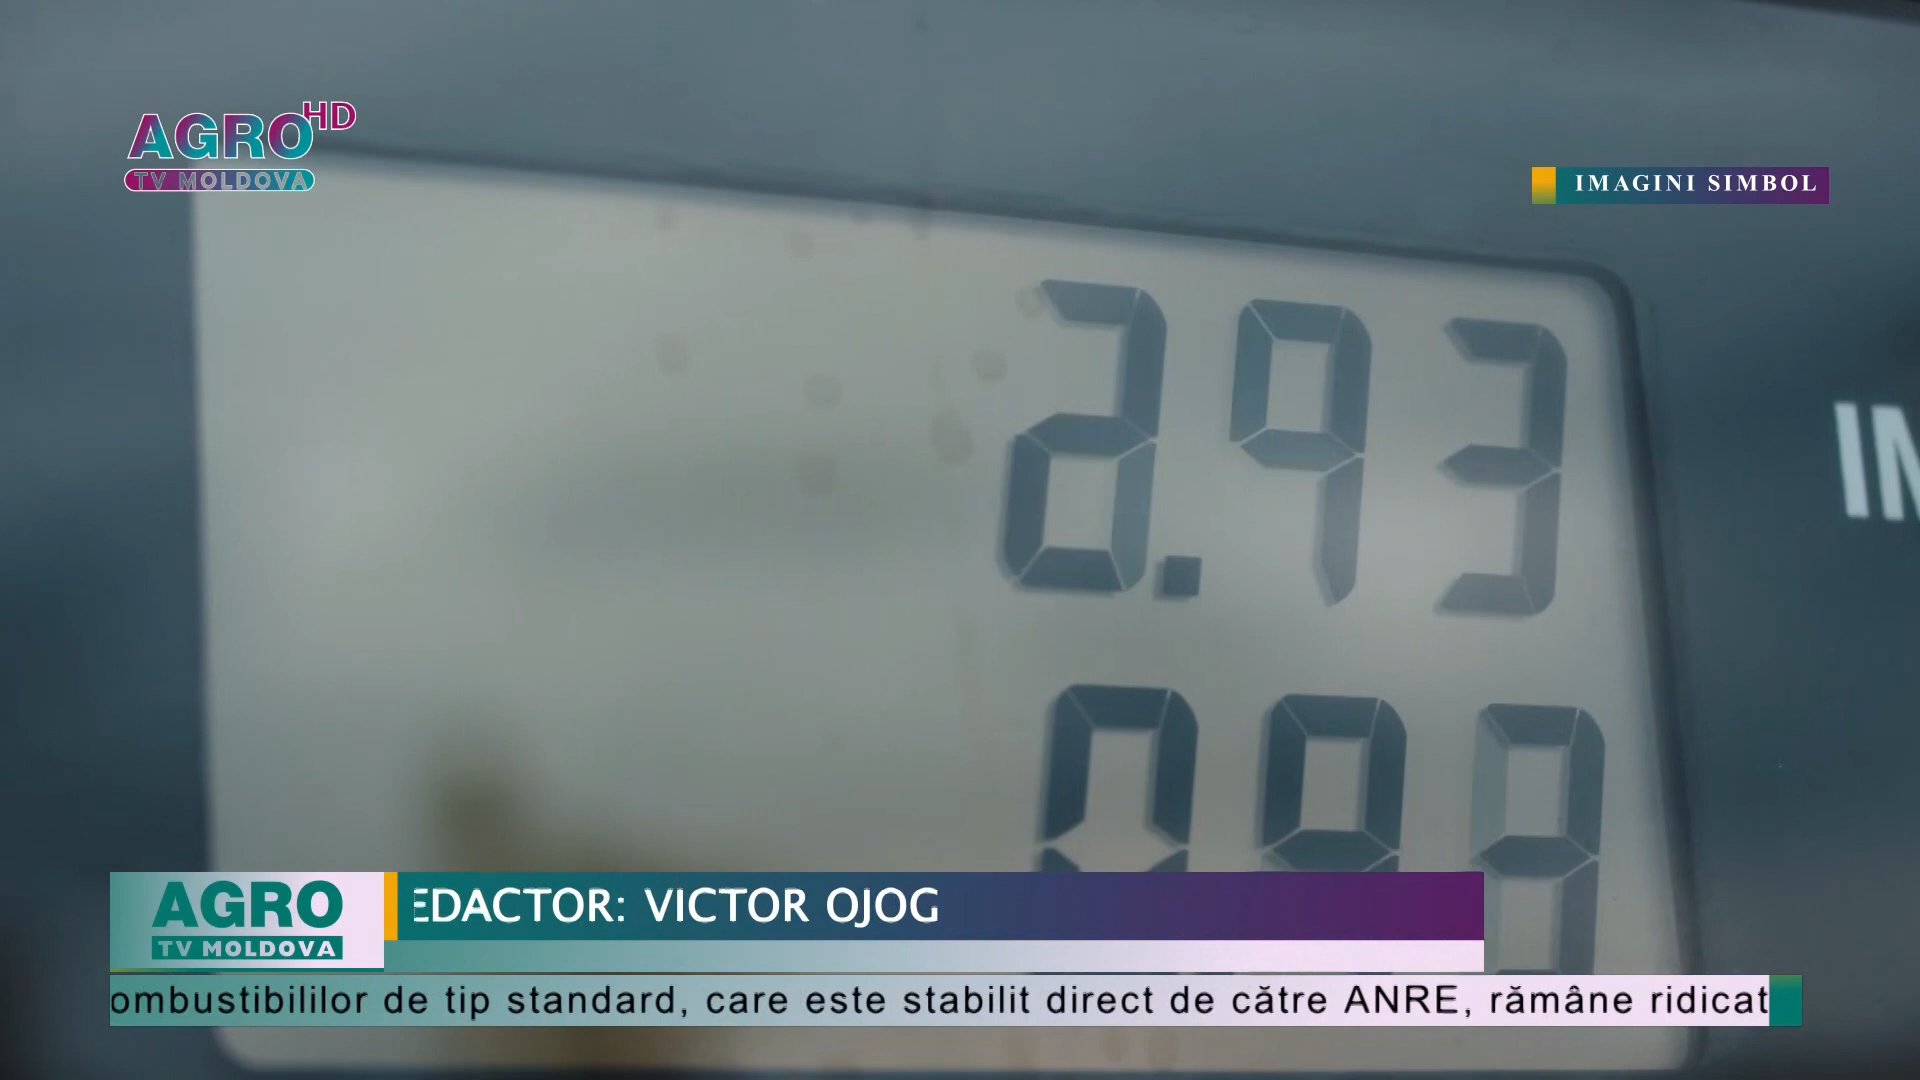 AGRO HD
TV MOLDOVA
IMAGINI SIMBOL
93
IM
AGRO
TV MOLDOVA
EDACTOR: VICTOR OJOG
ombustibililor de tip standard, care este stabilit direct de către ANRE, rămâne ridicat